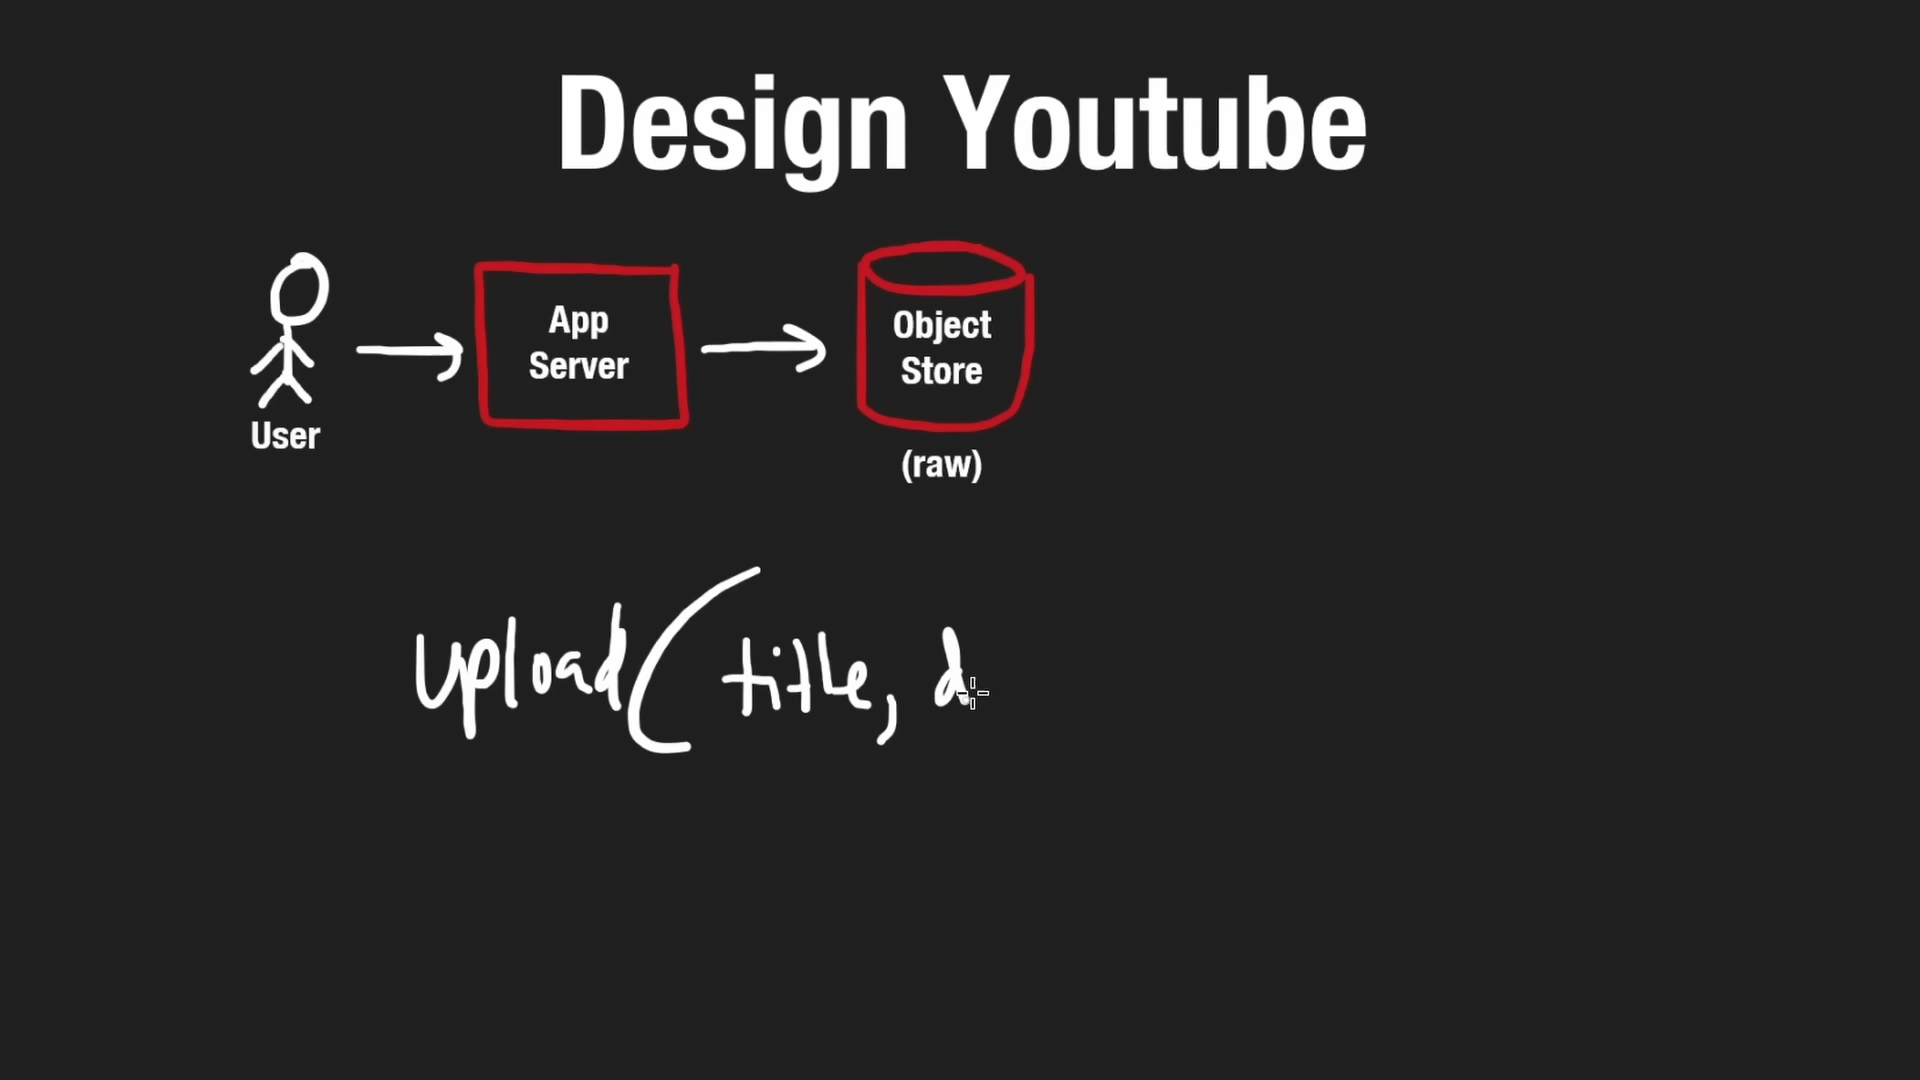 Design Youtube
App
Server
Object
Store
User
(raw)
upload( title, d